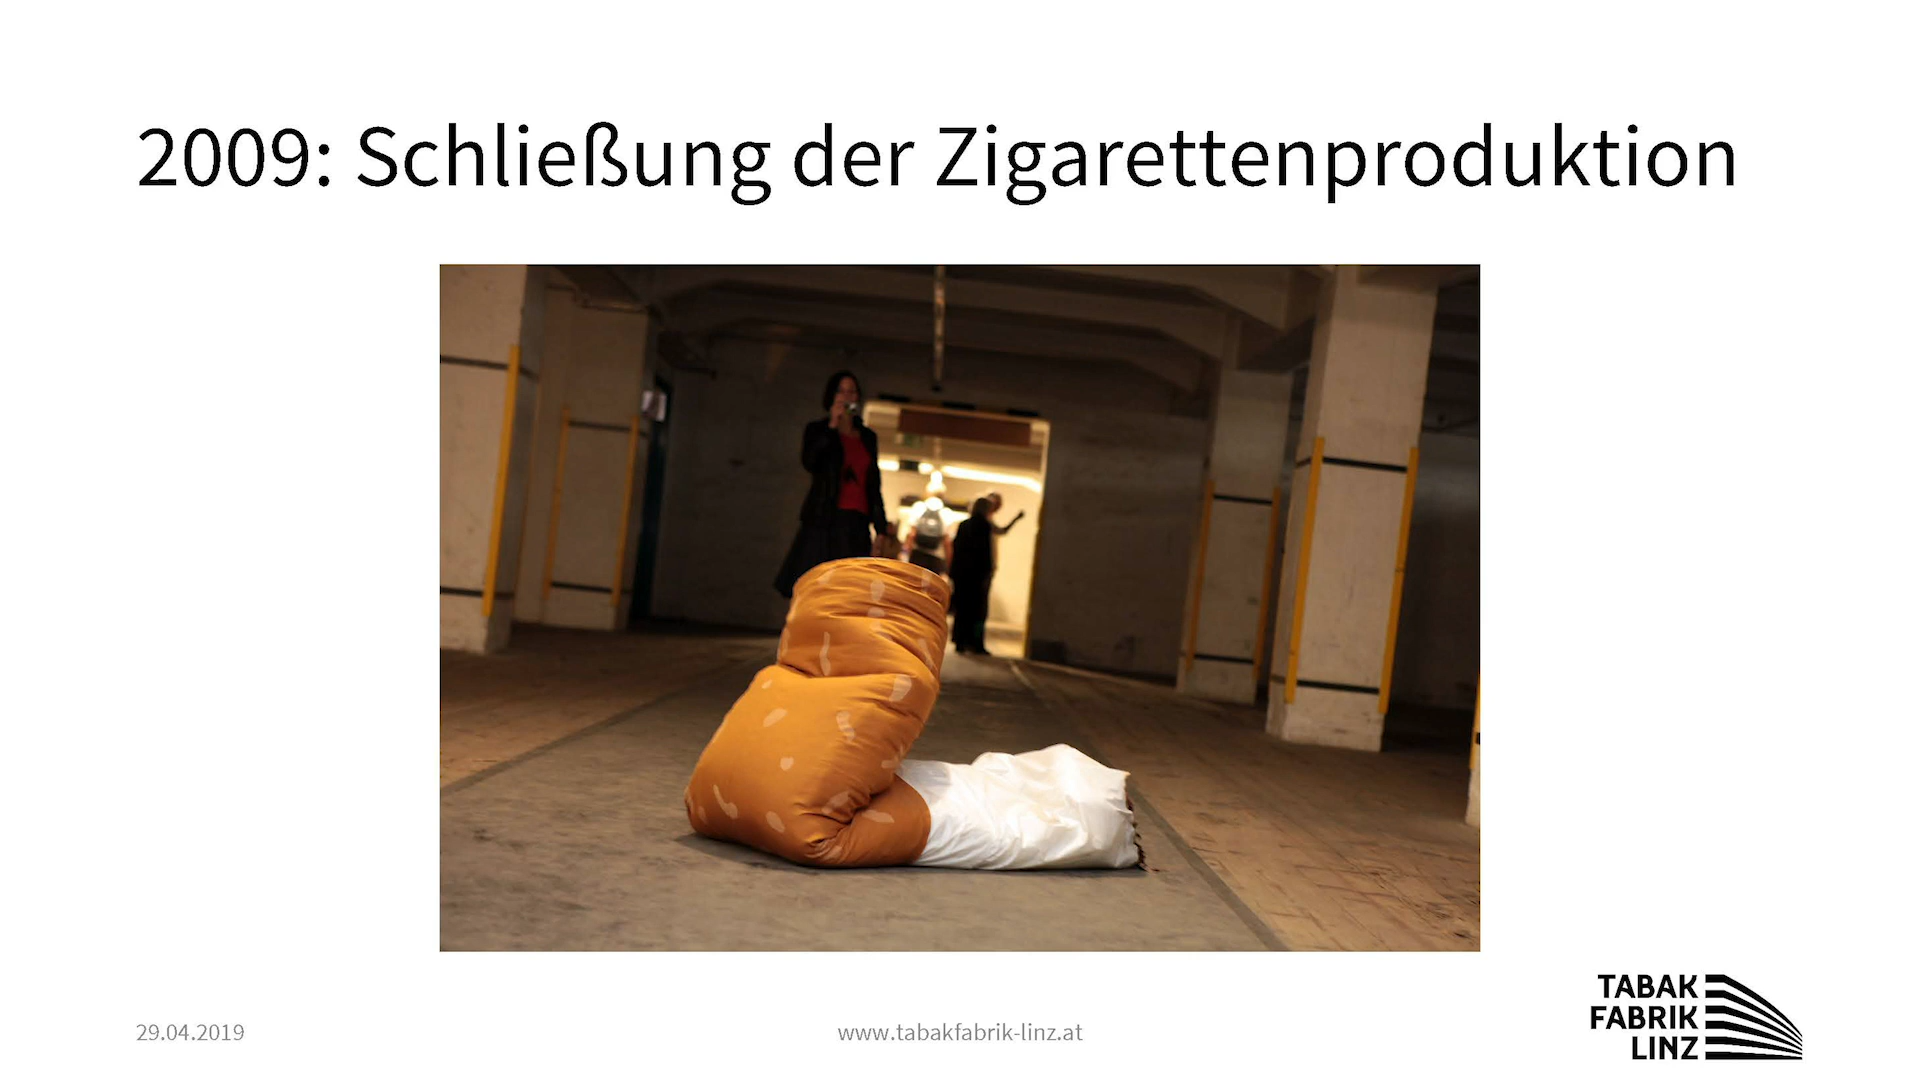 2009: Schließung der Zigarettenproduktion
29.04.2019
www.tabakfabrik-linz.at
TABAK
FABRIK
LINZ